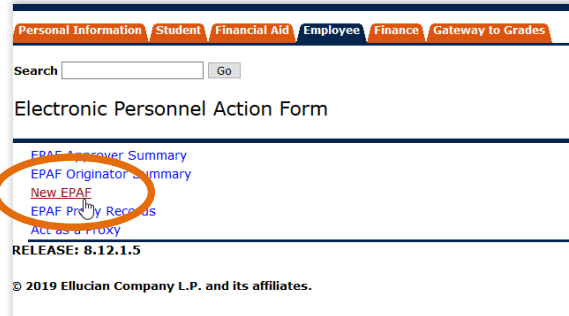 Personal Information Student Financial Aid Employee Finance Gateway to Grades
Search Go
Electronic Personnel Action Form
EPAF Approver Summary
EPAF Originator Summary
New EPAF
EPAF Proxy Records
Act as a Proxy
RELEASE: 8.12.1.5
© 2019 Ellucian Company L.P. and its affiliates.